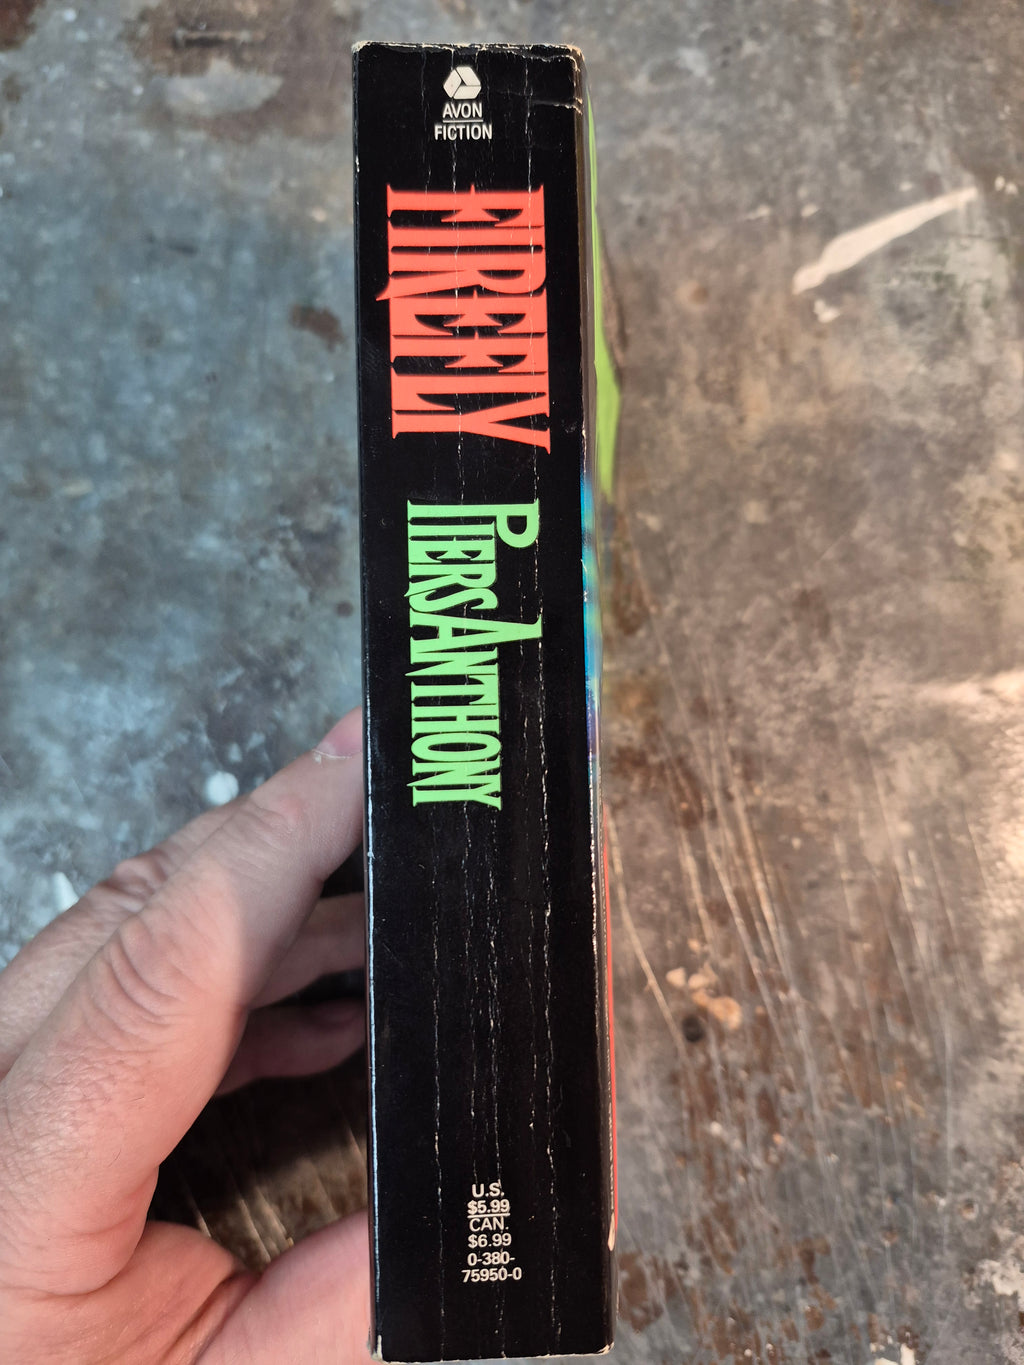 AVON
FICTION
FIREFLY
PIERS ANTHONY
U.S.
$5.99
CAN.
$6.99
0-380-
75950-0